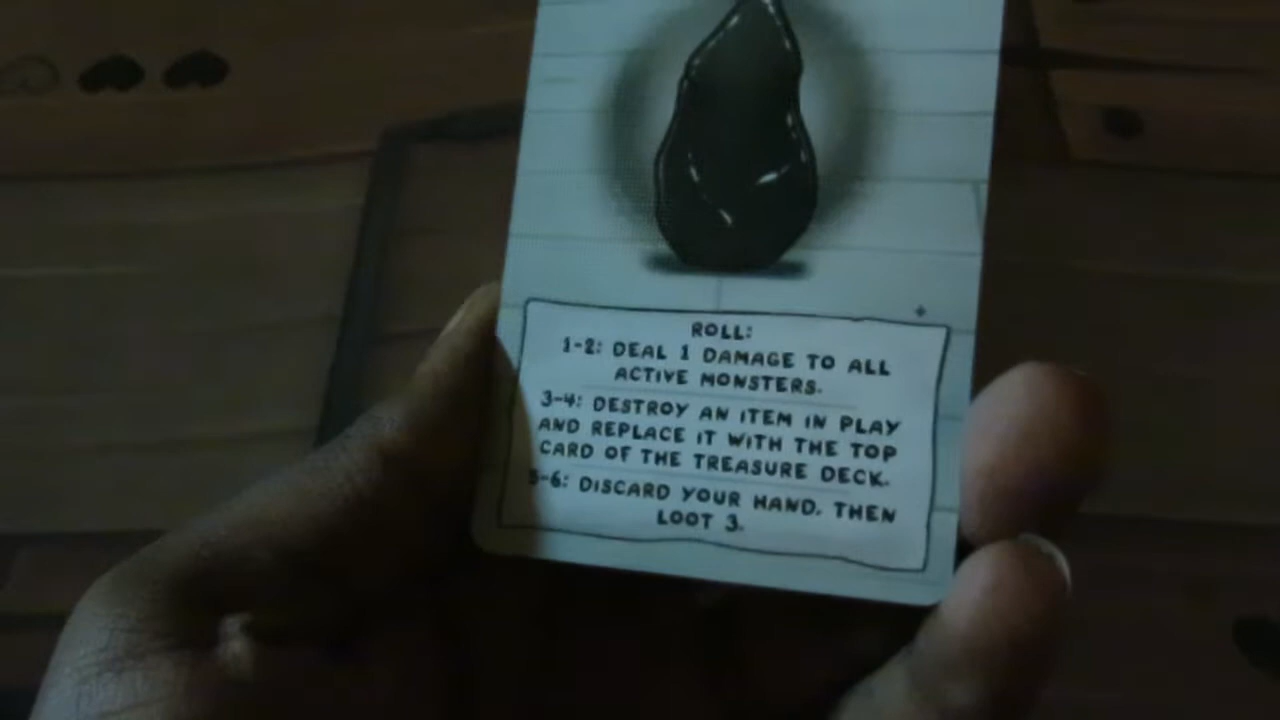 ROLL:
1-2: DEAL 1 DAMAGE TO ALL
ACTIVE MONSTERS.
3-4: DESTROY AN ITEM IN PLAY
AND REPLACE IT WITH THE TOP
CARD OF THE TREASURE DECK.
5-6: DISCARD YOUR HAND, THEN
LOOT 3.